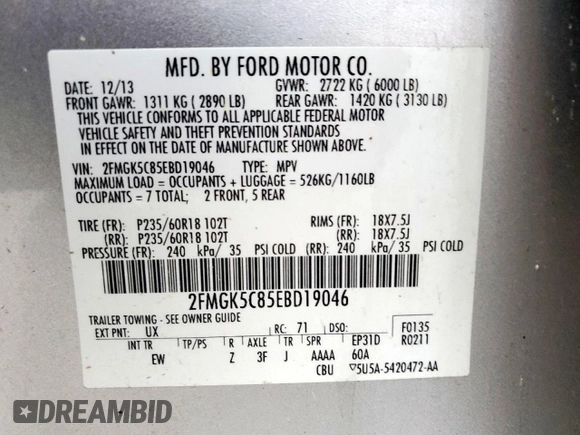 MFD. BY FORD MOTOR CO.
DATE: 12/13 GVWR: 2722 KG ( 6000 LB)
FRONT GAWR: 1311 KG ( 2890 LB) REAR GAWR: 1420 KG ( 3130 LB)
THIS VEHICLE CONFORMS TO ALL APPLICABLE FEDERAL MOTOR
VEHICLE SAFETY AND THEFT PREVENTION STANDARDS
IN EFFECT ON THE DATE OF MANUFACTURE SHOWN ABOVE.
VIN: 2FMGK5C85EBD19046 TYPE: MPV
MAXIMUM LOAD = OCCUPANTS + LUGGAGE = 526KG/1160LB
OCCUPANTS = 7 TOTAL; 2 FRONT, 5 REAR
TIRE (FR): P235/60R18 102T RIMS (FR): 18X7.5J
(RR): P235/60R18 102T (RR): 18X7.5J
PRESSURE (FR): 240 kPa/ 35 PSI COLD (RR): 240 kPa/ 35 PSI COLD
2FMGK5C85EBD19046
TRAILER TOWING - SEE OWNER GUIDE
EXT PNT: UX RC: 71 DSO: F0135
INT TR TP/PS R AXLE TR SPR EP31D R0211
EW Z 3F J AAAA 60A
CBU ▽5U5A-5420472-AA
DREAMBID